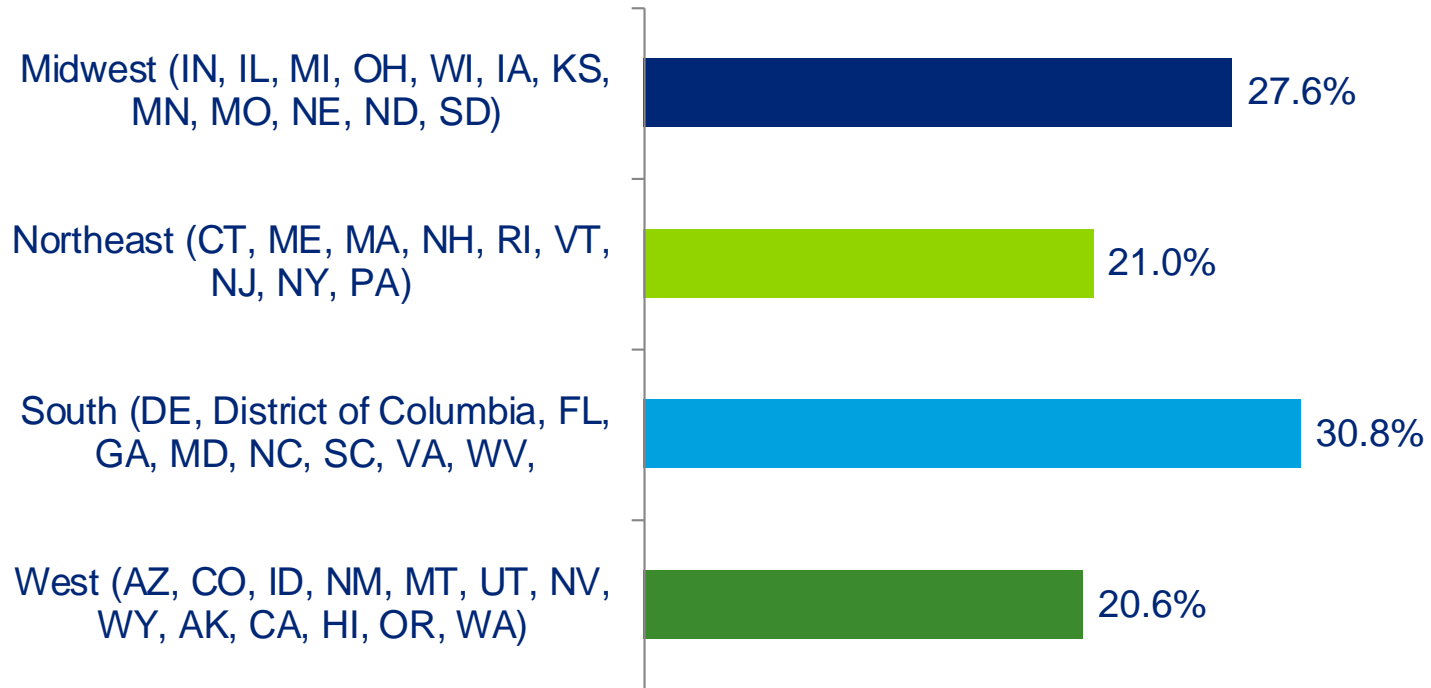 Midwest (IN, IL, MI, OH, WI, IA, KS,
MN, MO, NE, ND, SD)
27.6%
Northeast (CT, ME, MA, NH, RI, VT,
NJ, NY, PA)
21.0%
South (DE, District of Columbia, FL,
GA, MD, NC, SC, VA, WV,
30.8%
West (AZ, CO, ID, NM, MT, UT, NV,
WY, AK, CA, HI, OR, WA)
20.6%